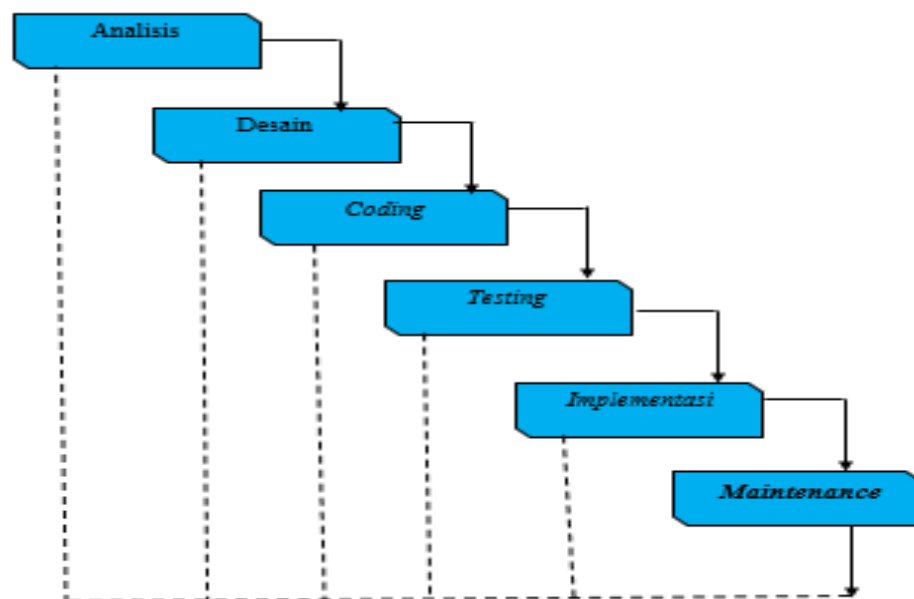 Analisis
Desain
Coding
Testing
Implementasi
Maintenance